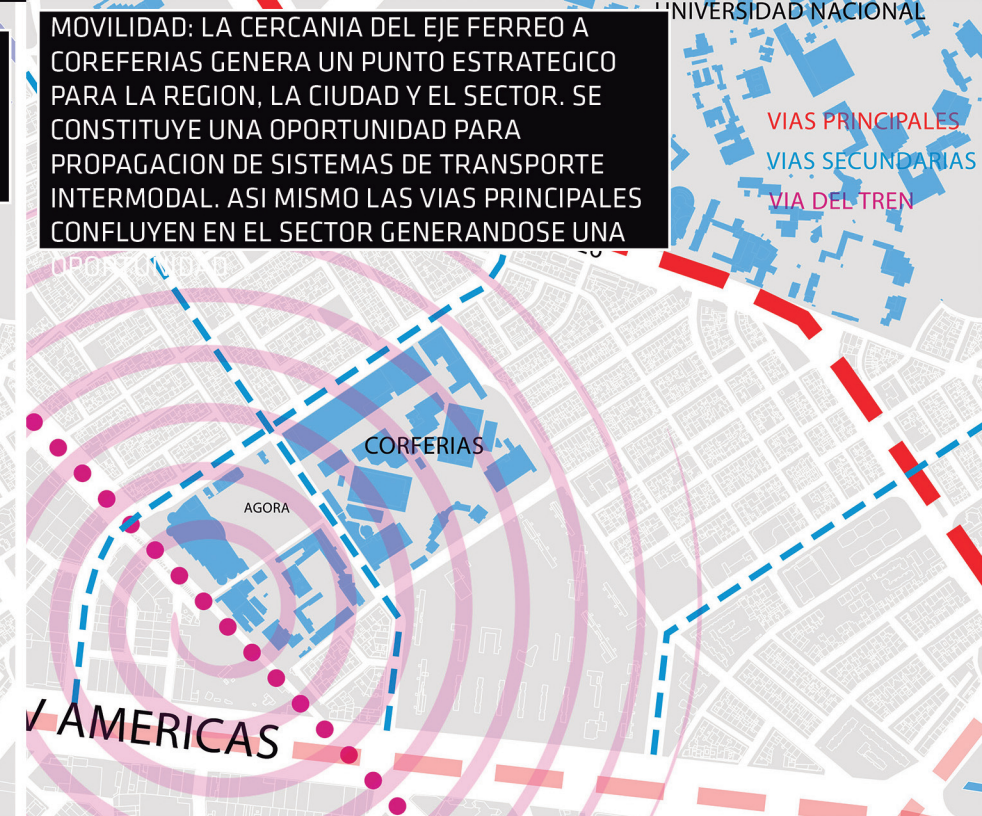 MOVILIDAD: LA CERCANIA DEL EJE FERREO A
COREFERIAS GENERA UN PUNTO ESTRATEGICO
PARA LA REGION, LA CIUDAD Y EL SECTOR. SE
CONSTITUYE UNA OPORTUNIDAD PARA
PROPAGACION DE SISTEMAS DE TRANSPORTE
INTERMODAL. ASI MISMO LAS VIAS PRINCIPALES
CONFLUYEN EN EL SECTOR GENERANDOSE UNA
OPORTUNIDAD
UNIVERSIDAD NACIONAL
VIAS PRINCIPALES
VIAS SECUNDARIAS
VIA DEL TREN
CORFERIAS
AGORA
V AMERICAS